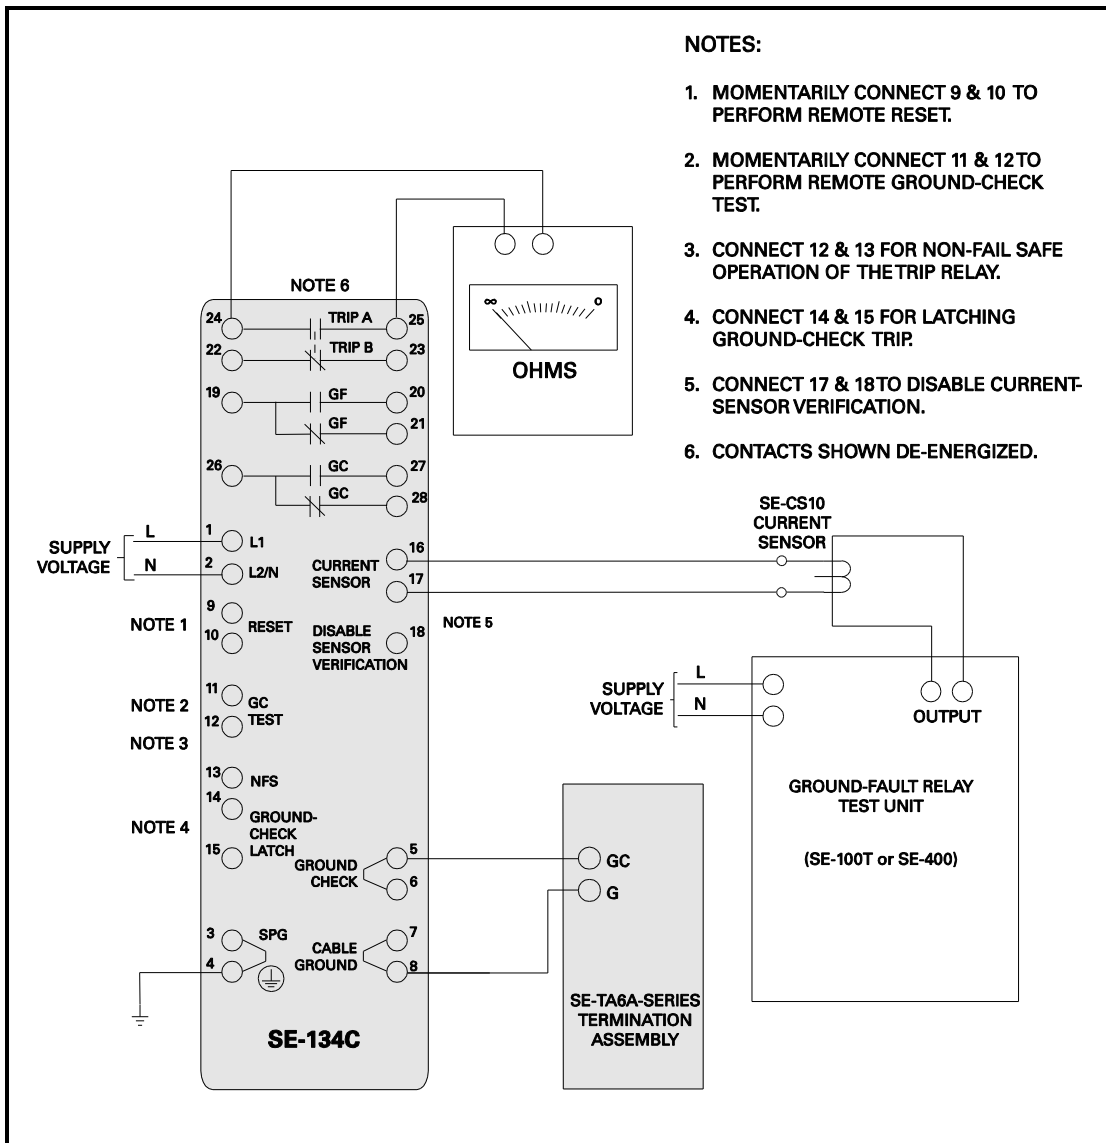 NOTES:
1. MOMENTARILY CONNECT 9 & 10 TO
PERFORM REMOTE RESET.
2. MOMENTARILY CONNECT 11 & 12 TO
PERFORM REMOTE GROUND-CHECK
TEST.
3. CONNECT 12 & 13 FOR NON-FAIL SAFE
OPERATION OF THE TRIP RELAY.
4. CONNECT 14 & 15 FOR LATCHING
GROUND-CHECK TRIP.
5. CONNECT 17 & 18 TO DISABLE CURRENT-
SENSOR VERIFICATION.
6. CONTACTS SHOWN DE-ENERGIZED.
∞ 0
OHMS
NOTE 6
24 TRIP A 25
22 TRIP B 23
19 GF 20
GF 21
26 GC 27
GC 28
SUPPLY
VOLTAGE
L 1 L1
N 2 L2/N
CURRENT
SENSOR
16
17
SE-CS10
CURRENT
SENSOR
NOTE 1
9
10
RESET
DISABLE
SENSOR
VERIFICATION
18
NOTE 5
NOTE 2
11
12
GC
TEST
NOTE 3
13 NFS
14
NOTE 4
15
GROUND-
CHECK
LATCH
GROUND
CHECK
5
6
3 SPG
4
CABLE
GROUND
7
8
SE-134C
GC
G
SE-TA6A-SERIES
TERMINATION
ASSEMBLY
SUPPLY
VOLTAGE
L
N
OUTPUT
GROUND-FAULT RELAY
TEST UNIT
(SE-100T or SE-400)